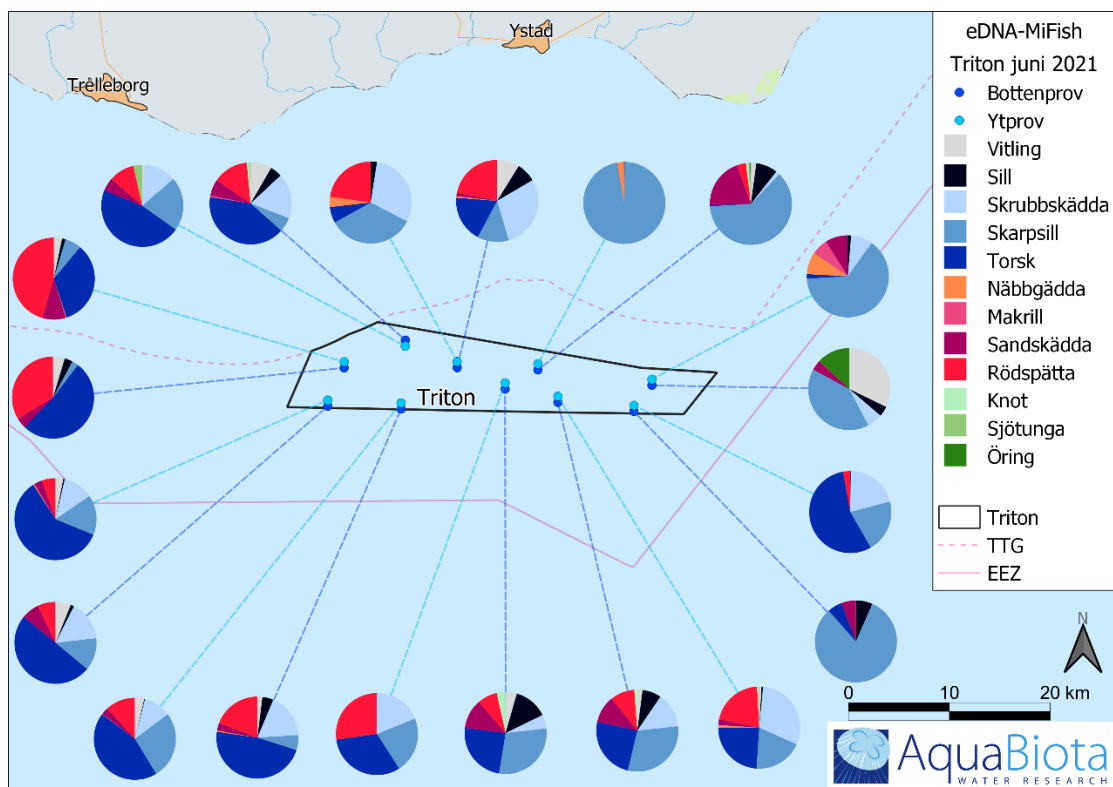 Ystad
Trelleborg
Triton
eDNA-MiFish
Triton juni 2021
Bottenprov
Ytprov
Vitling
Sill
Skrubbskädda
Skarpsill
Torsk
Näbbgädda
Makrill
Sandskädda
Rödspätta
Knot
Sjötunga
Öring
Triton
TTG
EEZ
N
0 10 20 km
AquaBiota
WATER RESEARCH